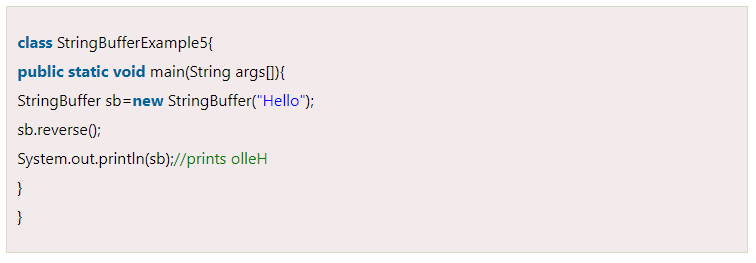 class StringBufferExample5{
public static void main(String args[]){
StringBuffer sb=new StringBuffer("Hello");
sb.reverse();
System.out.println(sb);//prints olleH
}
}